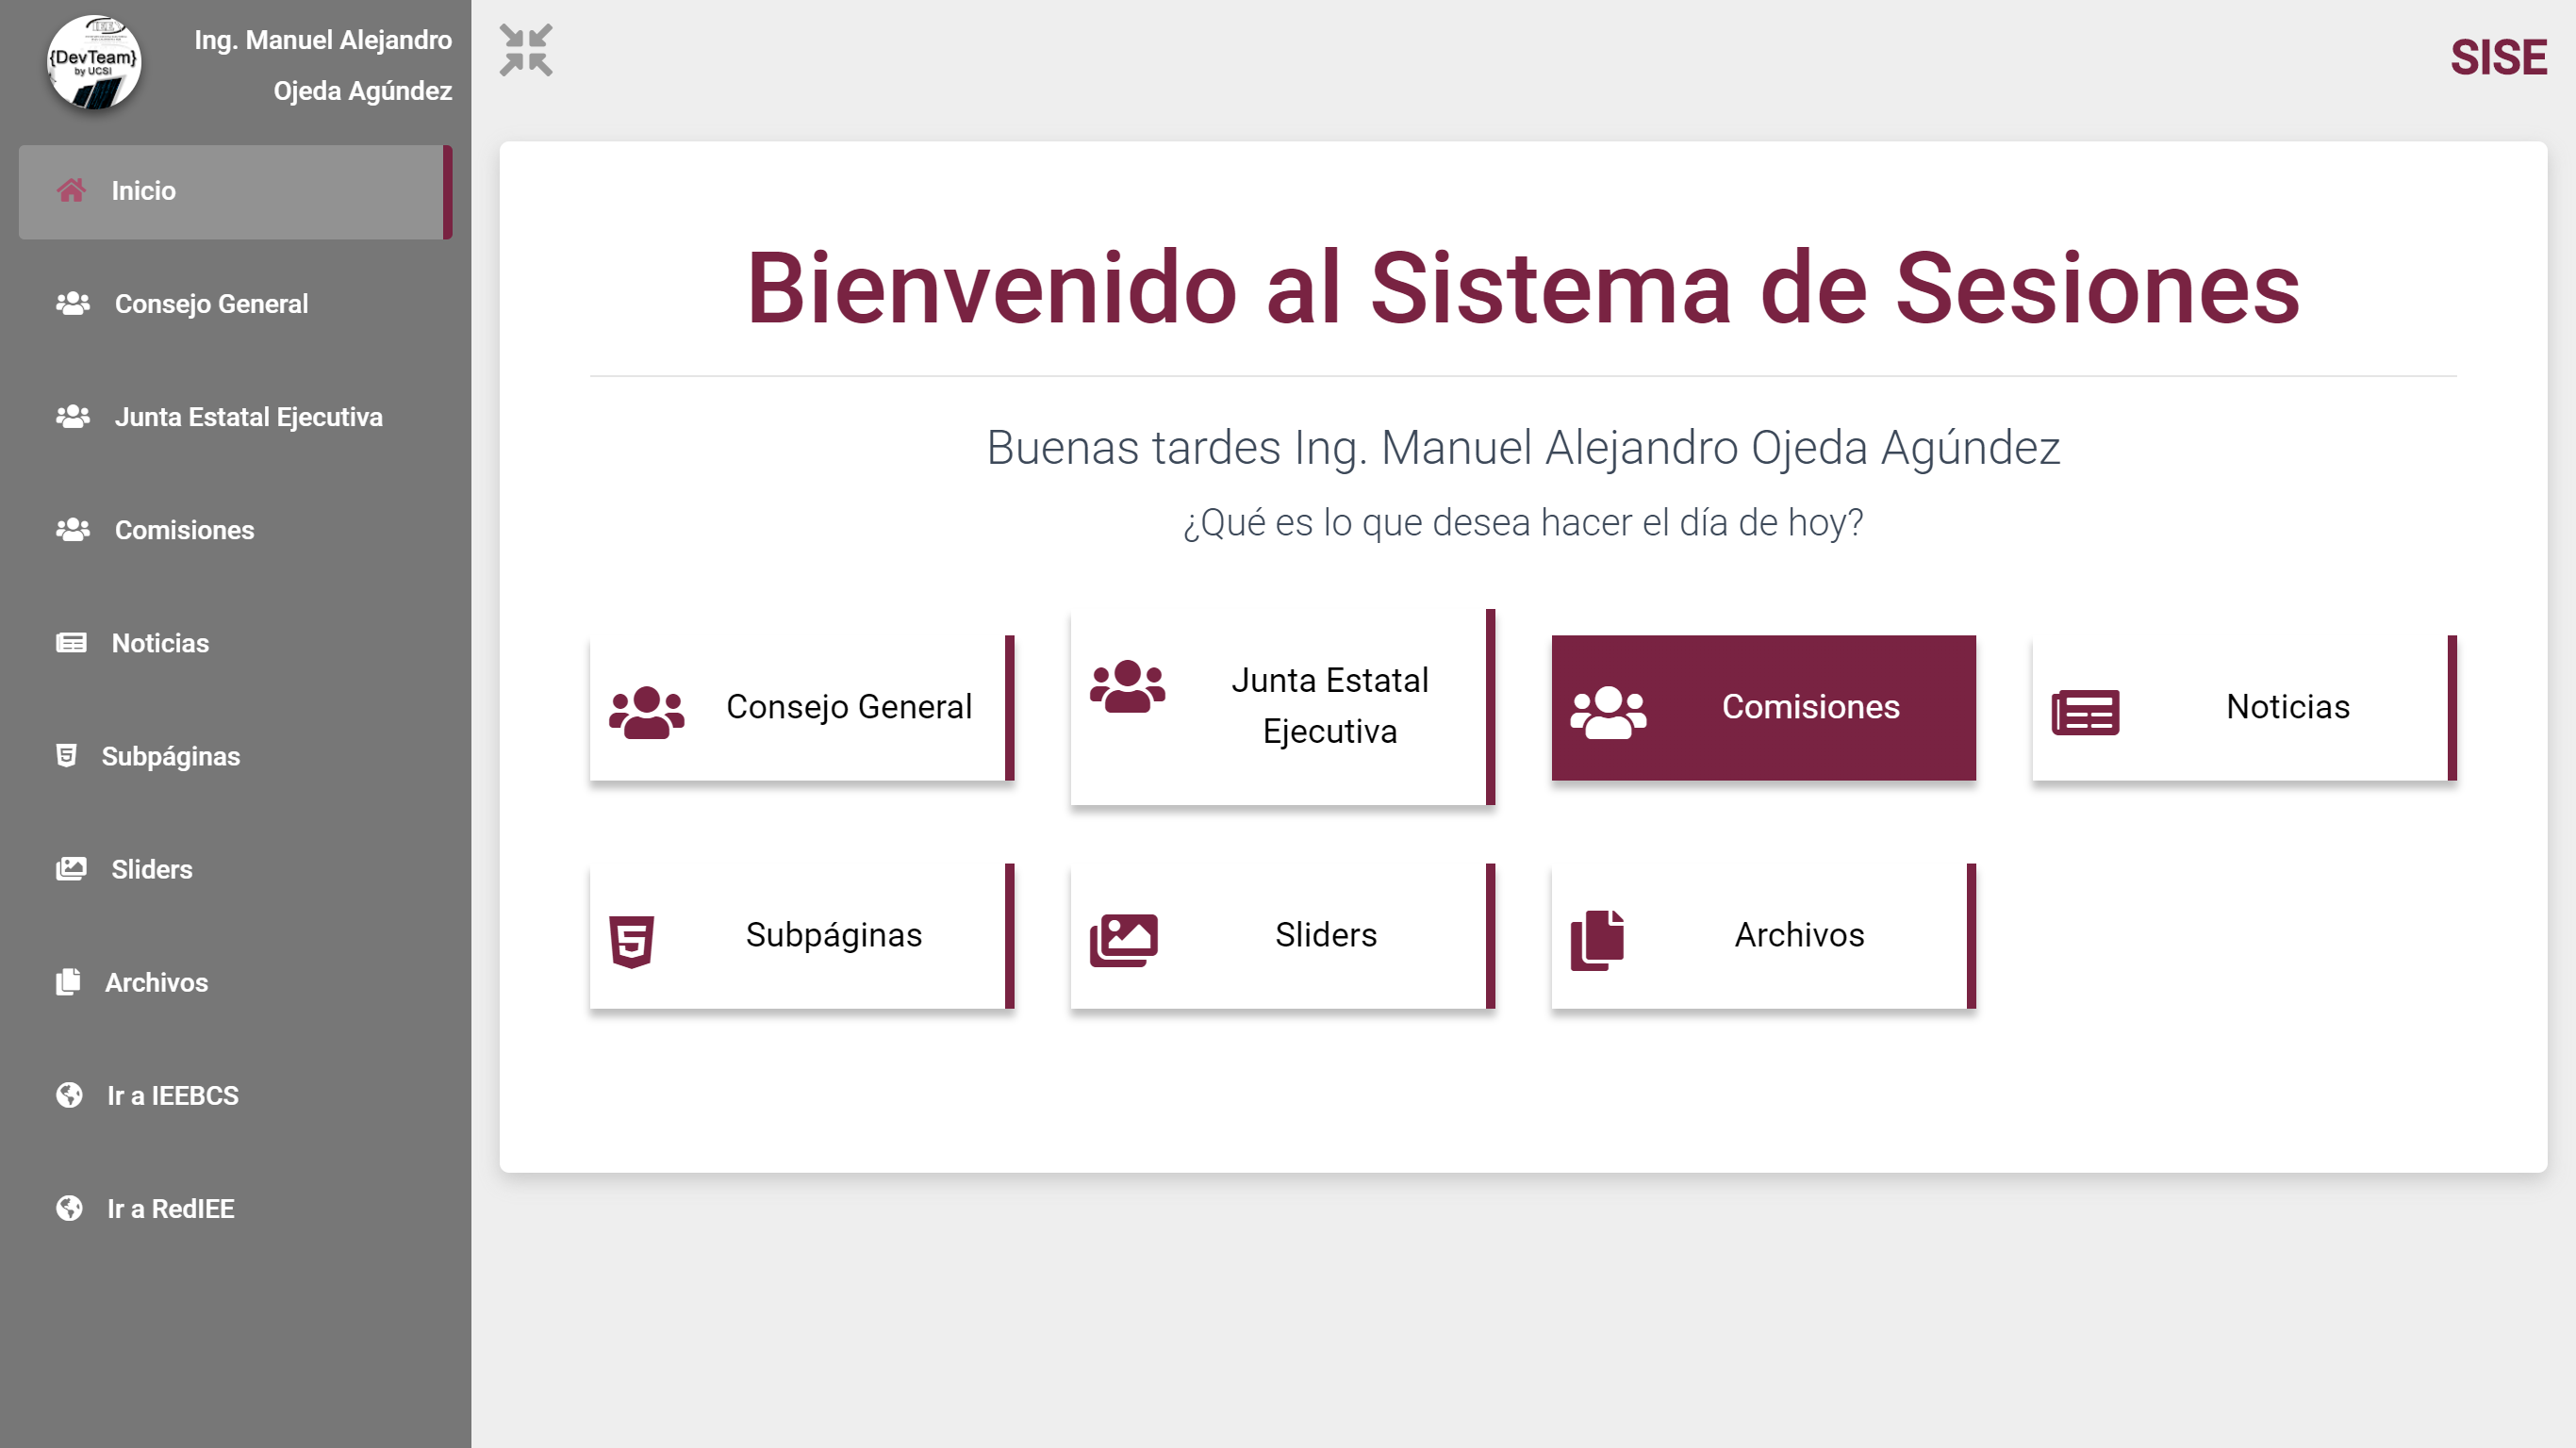 {DevTeam}
by UCSI
Ing. Manuel Alejandro
Ojeda Agúndez
Inicio
Consejo General
Junta Estatal Ejecutiva
Comisiones
Noticias
Subpáginas
Sliders
Archivos
Ir a IEEBCS
Ir a RedIEE
SISE
Bienvenido al Sistema de Sesiones
Buenas tardes Ing. Manuel Alejandro Ojeda Agúndez
¿Qué es lo que desea hacer el día de hoy?
Consejo General
Junta Estatal
Ejecutiva
Comisiones
Noticias
Subpáginas
Sliders
Archivos